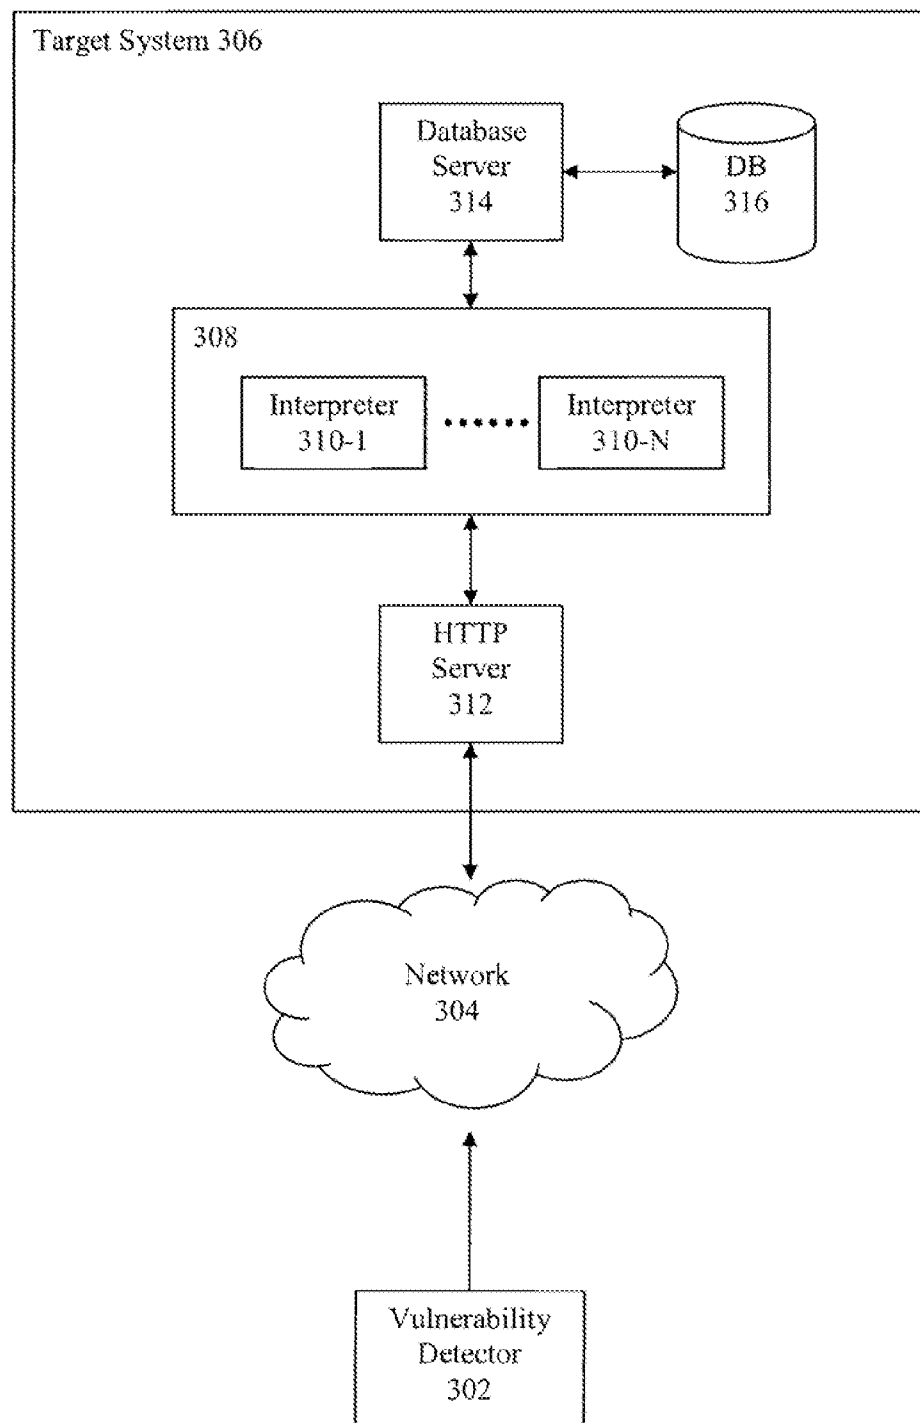 Target System 306
Database
Server
314
DB
316
308
Interpreter
310-1
Interpreter
310-N
HTTP
Server
312
Network
304
Vulnerability
Detector
302